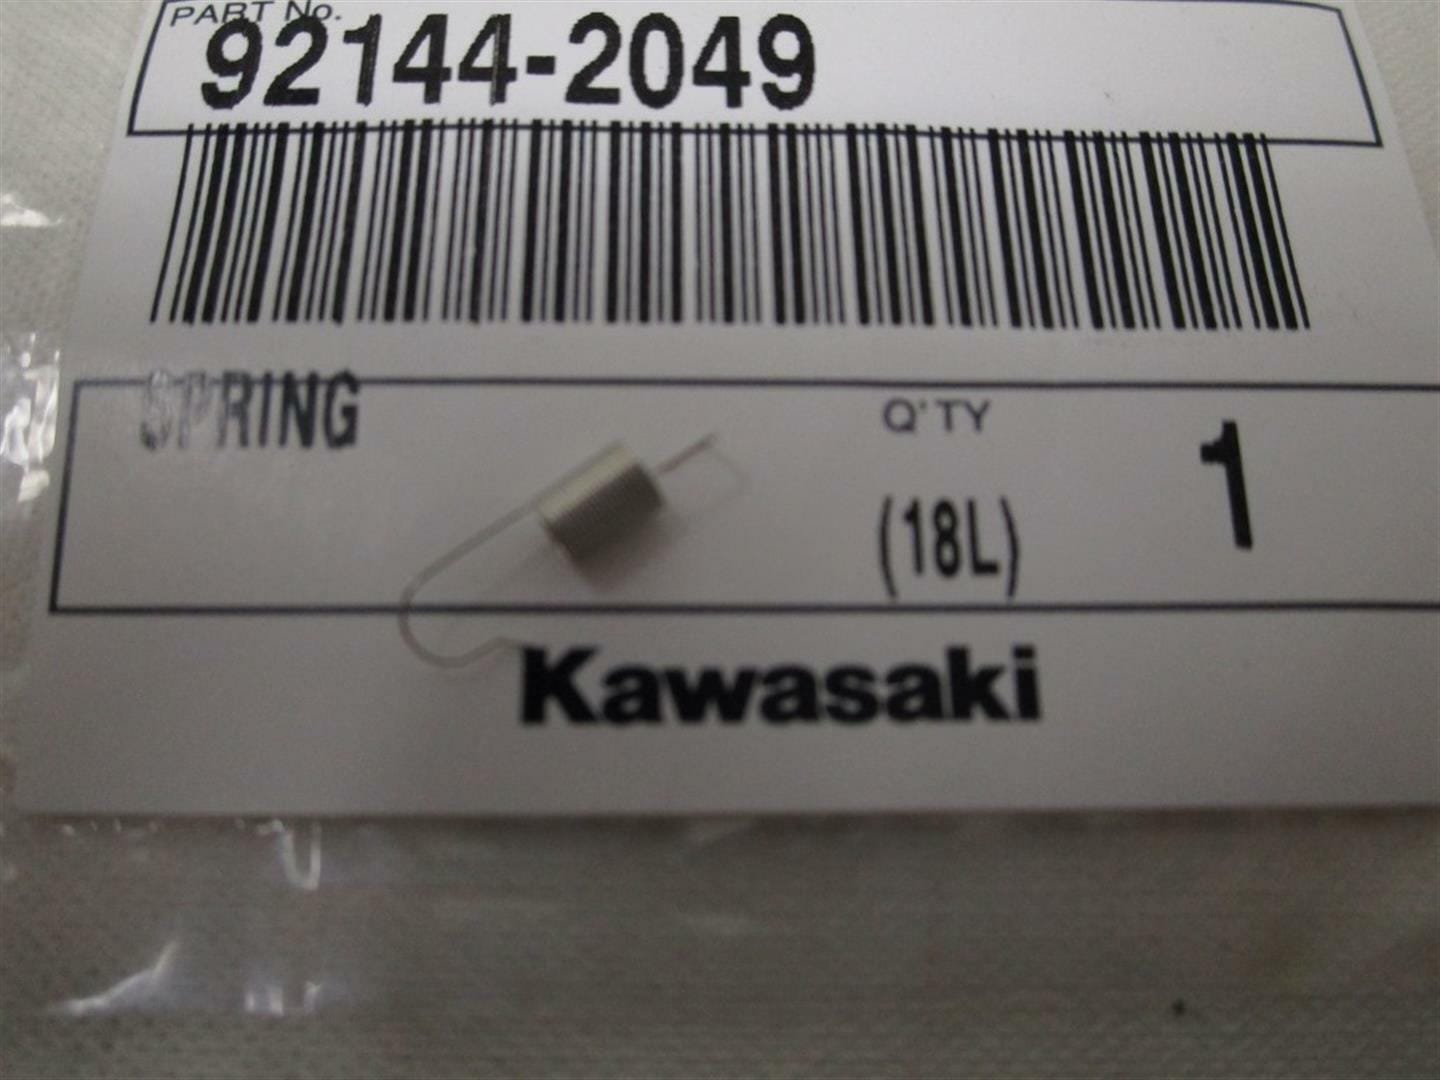 PART No.
92144-2049
SPRING
Q'TY 1
(18L)
Kawasaki